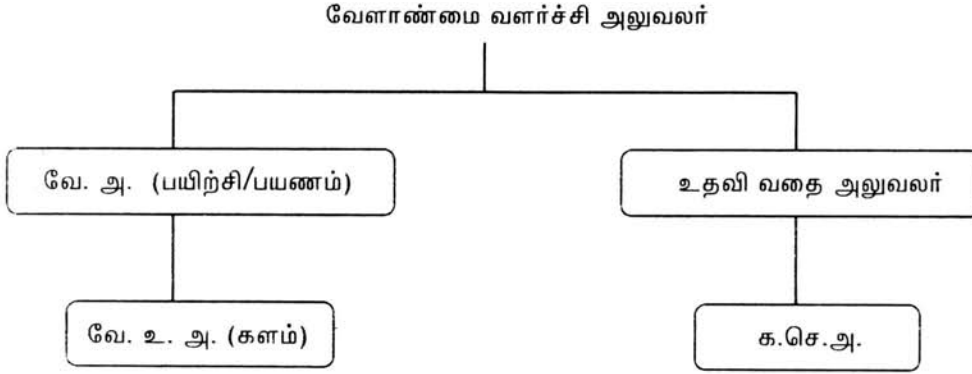 வேளாண்மை வளர்ச்சி அலுவலர்
வே. அ. (பயிற்சி/பயணம்)
உதவி வதை அலுவலர்
வே. உ. அ. (களம்)
க.செ.அ.